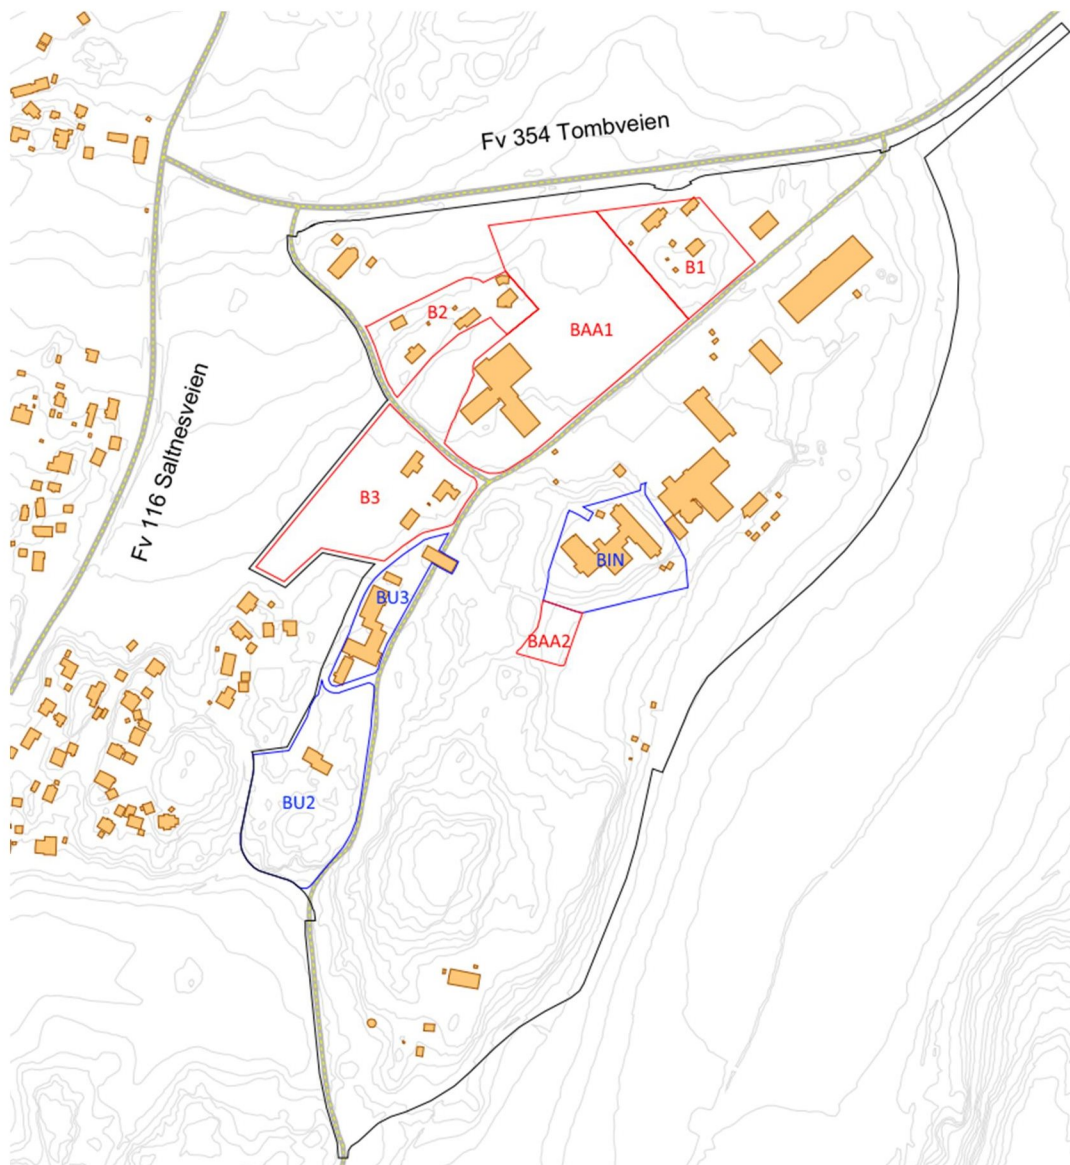 Fv 354 Tombveien
B1
B2
BAA1
Fv 116 Saltnesveien
B3
BIN
BU3
BAA2
BU2